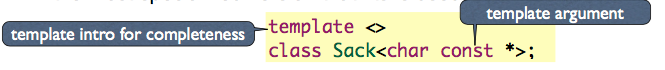 template argument
template intro for completeness
template <>
class Sack<char const *>;